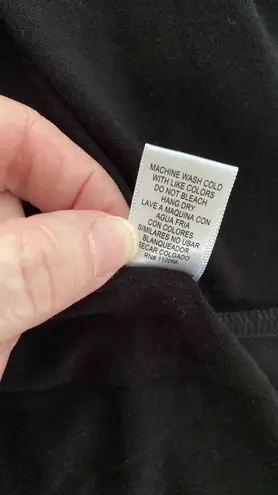 MACHINE WASH COLD
WITH LIKE COLORS
DO NOT BLEACH
HANG DRY
LAVE A MAQUINA CON
AGUA FRIA
CON COLORES
SIMILARES NO USAR
BLANQUEADOR
SECAR COLGADO
RN# 112056